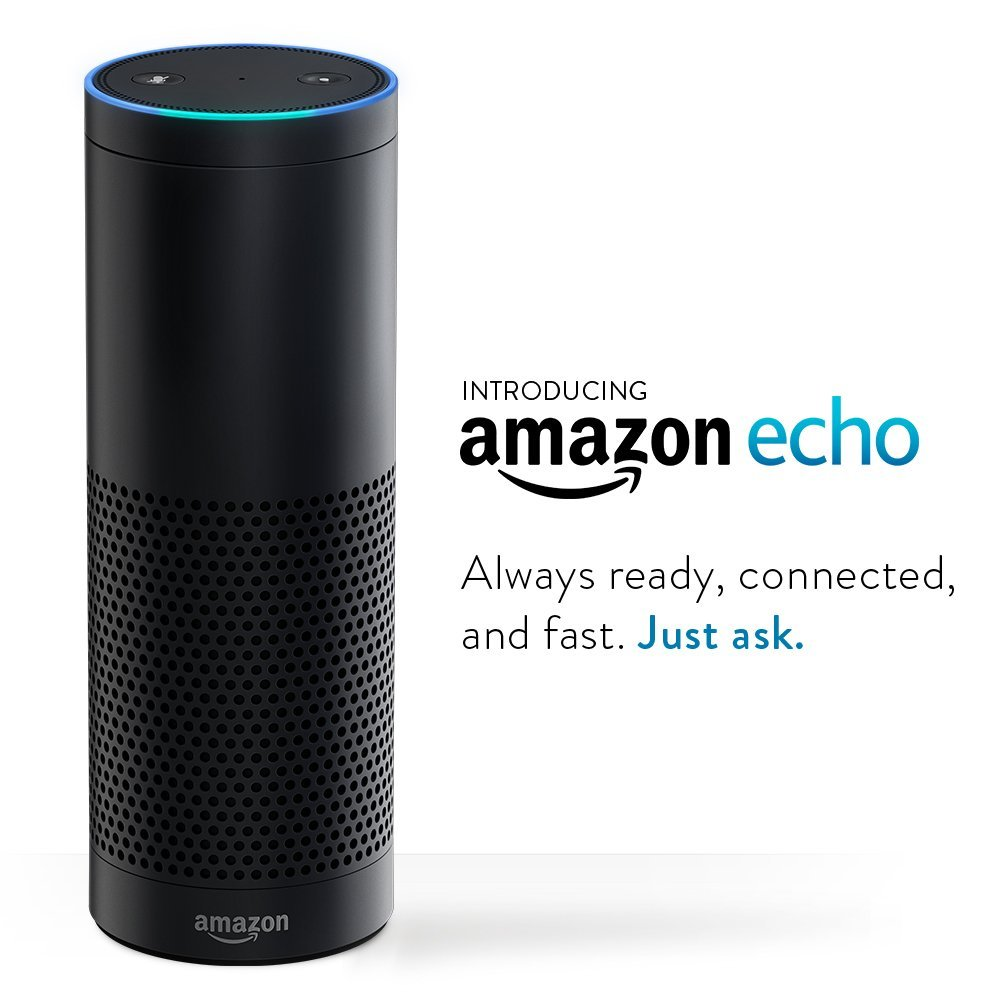 INTRODUCING
amazon echo
Always ready, connected,
and fast. Just ask.
amazon